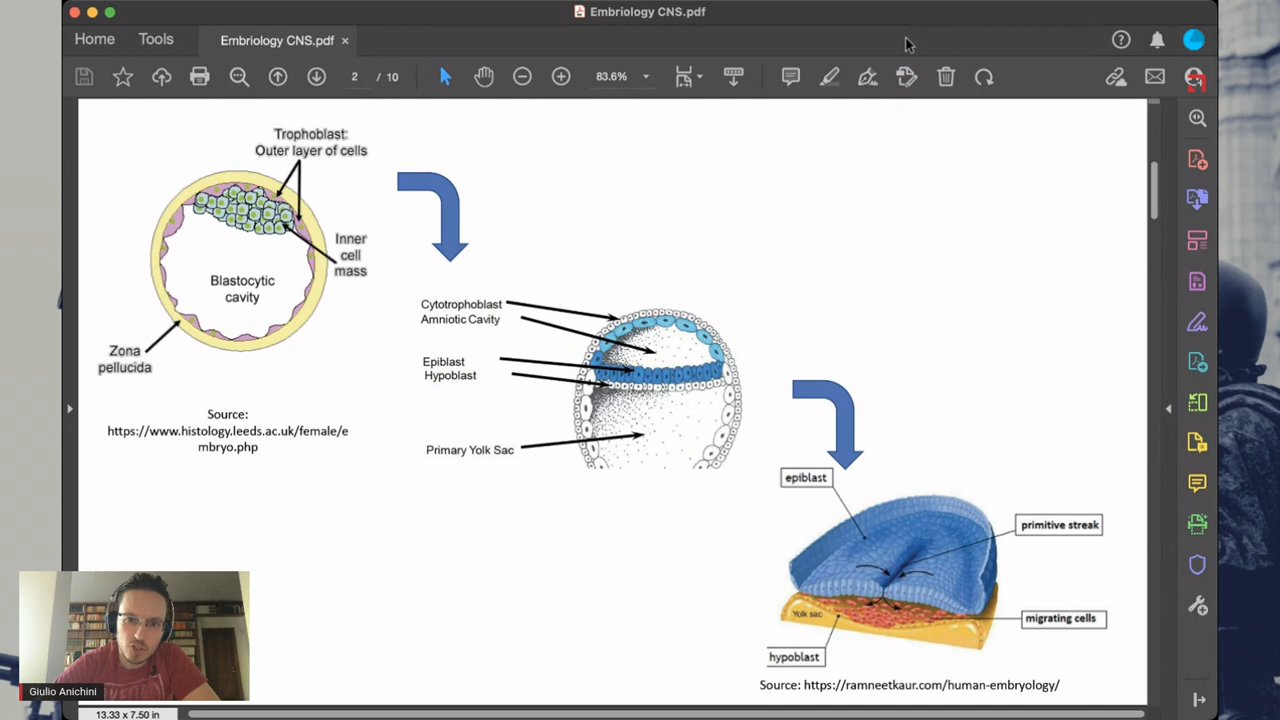 Embriology CNS.pdf
Home
Tools
Embriology CNS.pdf ×
2 / 10
83.6%
Trophoblast:
Outer layer of cells
Inner
cell
mass
Blastocytic
cavity
Zona
pellucida
Source:
https://www.histology.leeds.ac.uk/female/e
mbryo.php
Cytotrophoblast
Amniotic Cavity
Epiblast
Hypoblast
Primary Yolk Sac
epiblast
primitive streak
Yolk sac
migrating cells
hypoblast
Source: https://ramneetkaur.com/human-embryology/
Giulio Anichini
13.33 x 7.50 in